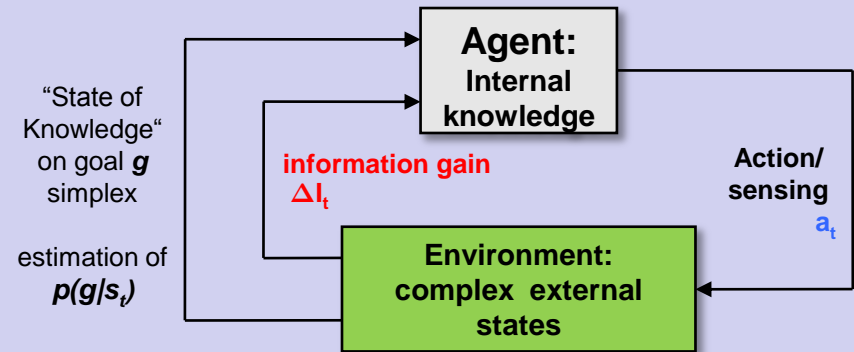 Agent:
Internal
knowledge
“State of
Knowledge“
on goal g
simplex
estimation of
p(g/sₜ)
information gain
ΔIₜ
Action/
sensing
aₜ
Environment:
complex external
states